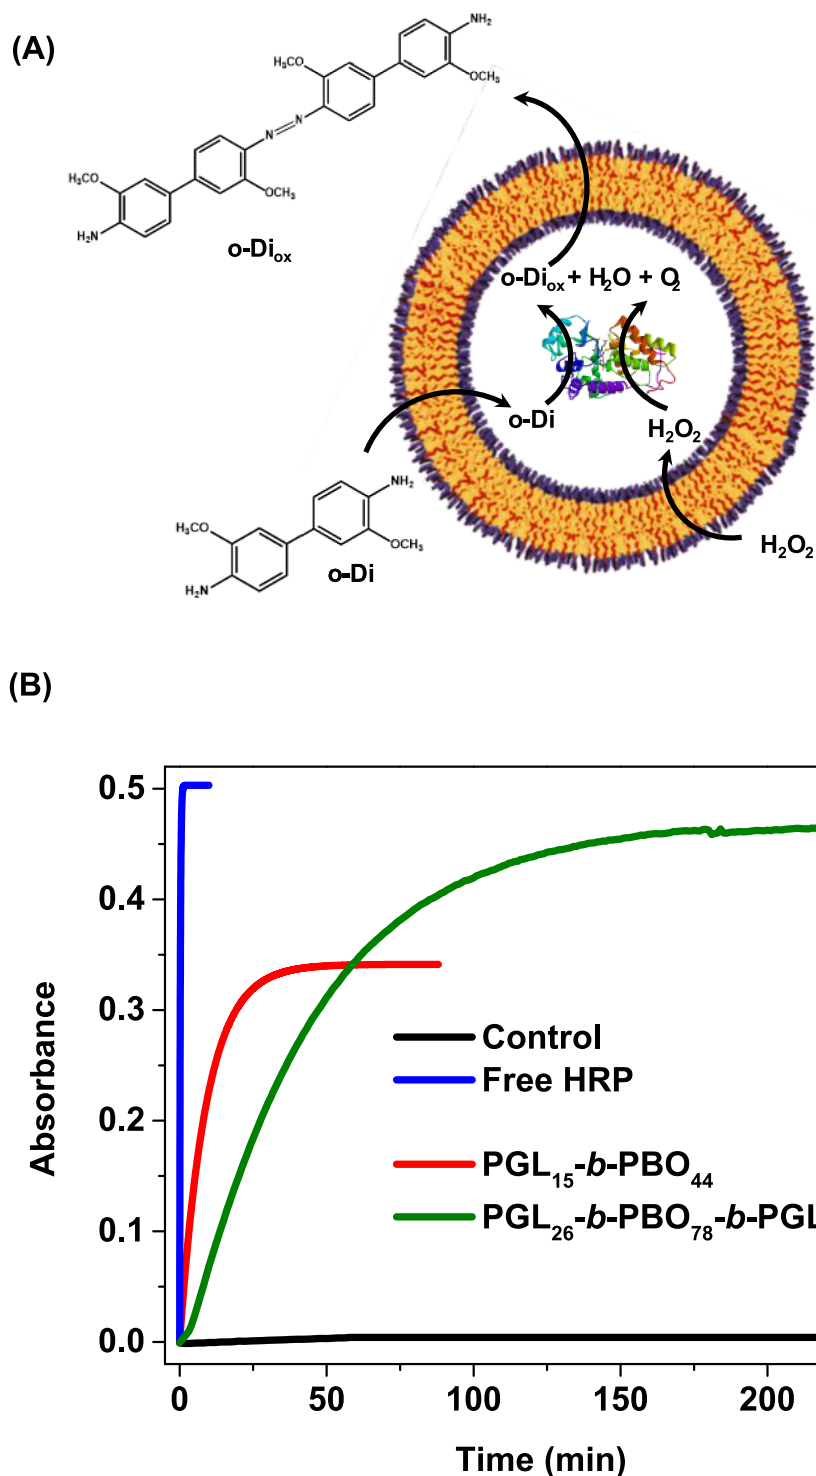 (A)
NH₂
H₃CO
OCH₃
N
N
H₃CO
OCH₃
H₂N
o-Diₒₓ
o-Diₒₓ + H₂O + O₂
o-Di
H₂O₂
NH₂
H₃CO
OCH₃
H₂O₂
o-Di
H₂N
(B)
0.5
0.4
0.3
0.2
0.1
0.0
Absorbance
Control
Free HRP
PGL₁₅-b-PBO₄₄
PGL₂₆-b-PBO₇₈-b-PGL
0
50
100
150
200
Time (min)